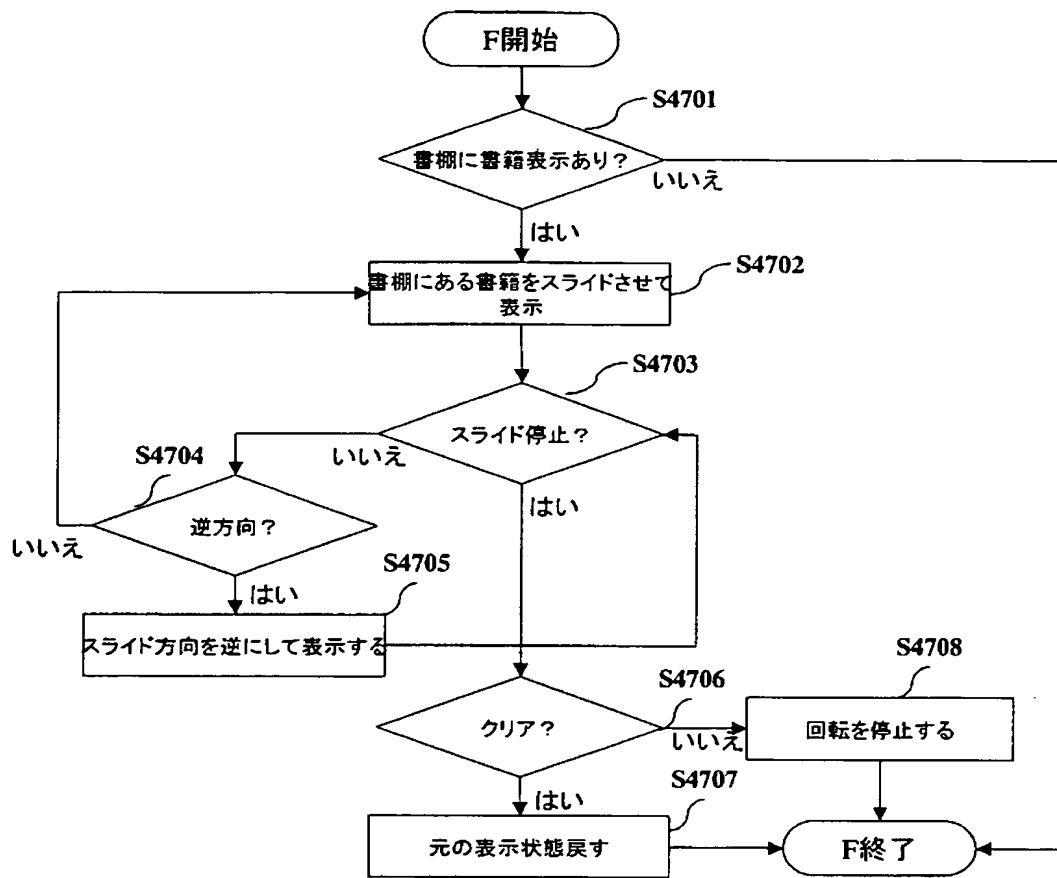 F開始
S4701
書棚に書籍表示あり？
いいえ
はい
S4702
書棚にある書籍をスライドさせて
表示
S4703
スライド停止？
いいえ
はい
S4704
逆方向？
いいえ
はい
S4705
スライド方向を逆にして表示する
S4706
クリア？
いいえ
はい
S4708
回転を停止する
S4707
元の表示状態戻す
F終了